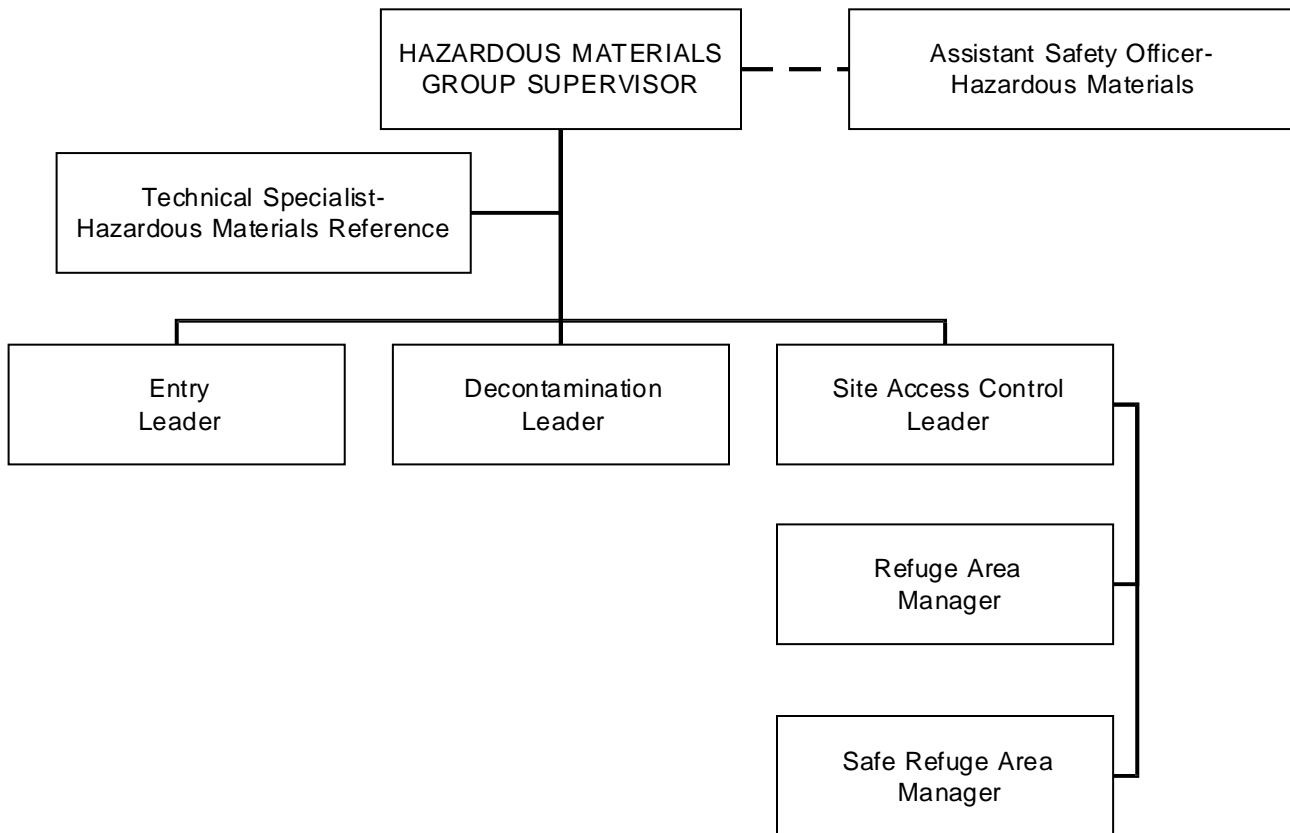 HAZARDOUS MATERIALS
GROUP SUPERVISOR
Assistant Safety Officer-
Hazardous Materials
Technical Specialist-
Hazardous Materials Reference
Entry
Leader
Decontamination
Leader
Site Access Control
Leader
Refuge Area
Manager
Safe Refuge Area
Manager